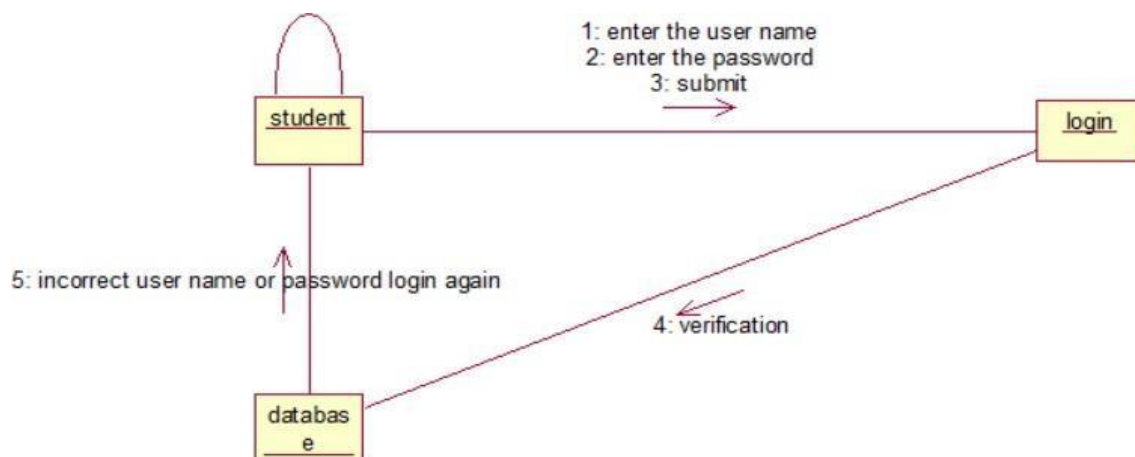 1: enter the user name
2: enter the password
3: submit
student
login
5: incorrect user name or password login again
4: verification
databas
e